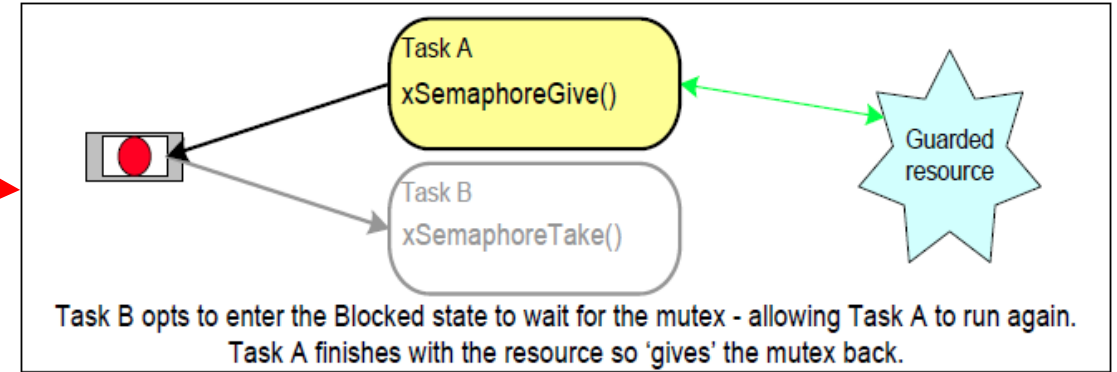 Task A
xSemaphoreGive()
Guarded
resource
Task B
xSemaphoreTake()
Task B opts to enter the Blocked state to wait for the mutex - allowing Task A to run again.
Task A finishes with the resource so ‘gives’ the mutex back.